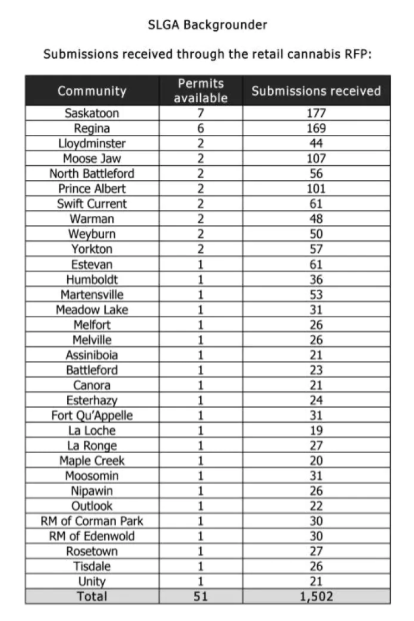 SLGA Backgrounder
Submissions received through the retail cannabis RFP:
Community Permits available Submissions received
Saskatoon 7 177
Regina 6 169
Lloydminster 2 44
Moose Jaw 2 107
North Battleford 2 56
Prince Albert 2 101
Swift Current 2 61
Warman 2 48
Weyburn 2 50
Yorkton 2 57
Estevan 1 61
Humboldt 1 36
Martensville 1 53
Meadow Lake 1 31
Melfort 1 26
Melville 1 26
Assiniboia 1 21
Battleford 1 23
Canora 1 21
Esterhazy 1 24
Fort Qu'Appelle 1 31
La Loche 1 19
La Ronge 1 27
Maple Creek 1 20
Moosomin 1 31
Nipawin 1 26
Outlook 1 22
RM of Corman Park 1 30
RM of Edenwold 1 30
Rosetown 1 27
Tisdale 1 26
Unity 1 21
Total 51 1,502